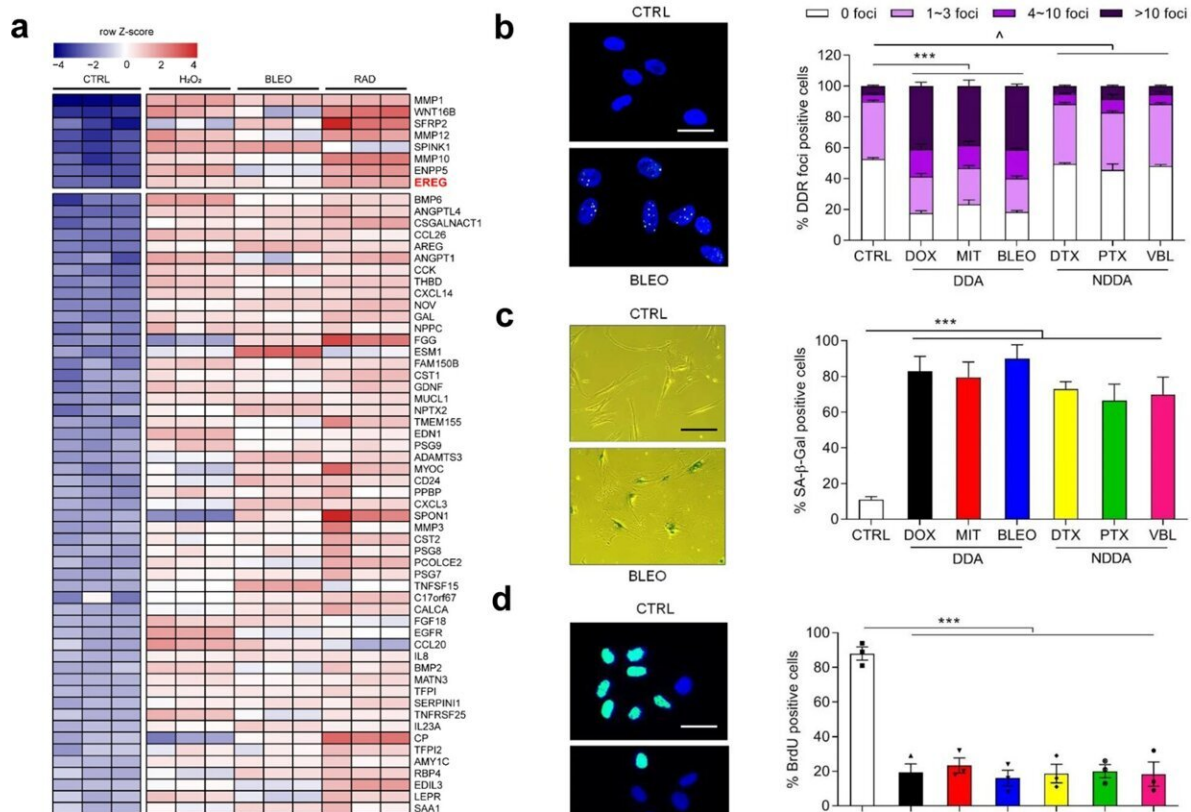 a
row Z-score
−4 −2 0 2 4
CTRL H₂O₂ BLEO RAD
MMP1
WNT16B
SFRP2
MMP12
SPINK1
MMP10
ENPP5
EREG
BMP6
ANGPTL4
CSGALNACT1
CCL26
AREG
ANGPT1
CCK
THBD
CXCL14
NOV
GAL
NPPC
FGG
ESM1
FAM150B
CST1
GDNF
MUCL1
NPTX2
TMEM155
EDN1
PSG9
ADAMTS3
MYOC
CD24
PPBP
CXCL3
SPON1
MMP3
CST2
PSG8
PCOLCE2
PSG7
TNFSF15
C17orf67
CALCA
FGF18
EGFR
CCL20
IL8
BMP2
MATN3
TFPI
SERPINI1
TNFRSF25
IL23A
CP
TFPI2
AMY1C
RBP4
EDIL3
LEPR
SAA1
b
CTRL
BLEO
0 foci 1~3 foci 4~10 foci >10 foci
^
***
% DDR foci positive cells
120
100
80
60
40
20
0
CTRL DOX MIT BLEO DTX PTX VBL
DDA NDDA
c
CTRL
BLEO
***
% SA-β-Gal positive cells
100
80
60
40
20
0
CTRL DOX MIT BLEO DTX PTX VBL
DDA NDDA
d
CTRL
***
% BrdU positive cells
100
80
60
40
20
0